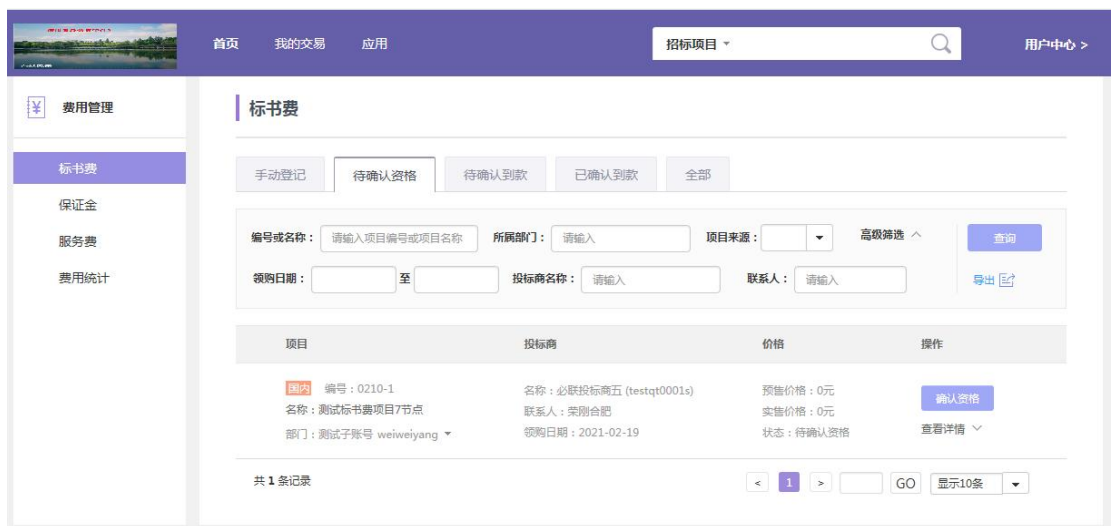 首页 我的交易 应用 招标项目 用户中心 >
费用管理
标书费
保证金
服务费
费用统计
标书费
手动登记 待确认资格 待确认到款 已确认到款 全部
编号或名称： 请输入项目编号或项目名称 所属部门： 请输入 项目来源： 高级筛选 查询
领购日期： 至 投标商名称： 请输入 联系人： 请输入 导出
项目 投标商 价格 操作
国内 编号：0210-1 名称：必联投标商五 (testqt0001s) 预售价格：0元 确认资格
名称：测试标书费项目7节点 联系人：荣刚合肥 实售价格：0元
部门：测试子账号 weiweiyang 领购日期：2021-02-19 状态：待确认资格 查看详情
共 1 条记录 < 1 > GO 显示10条